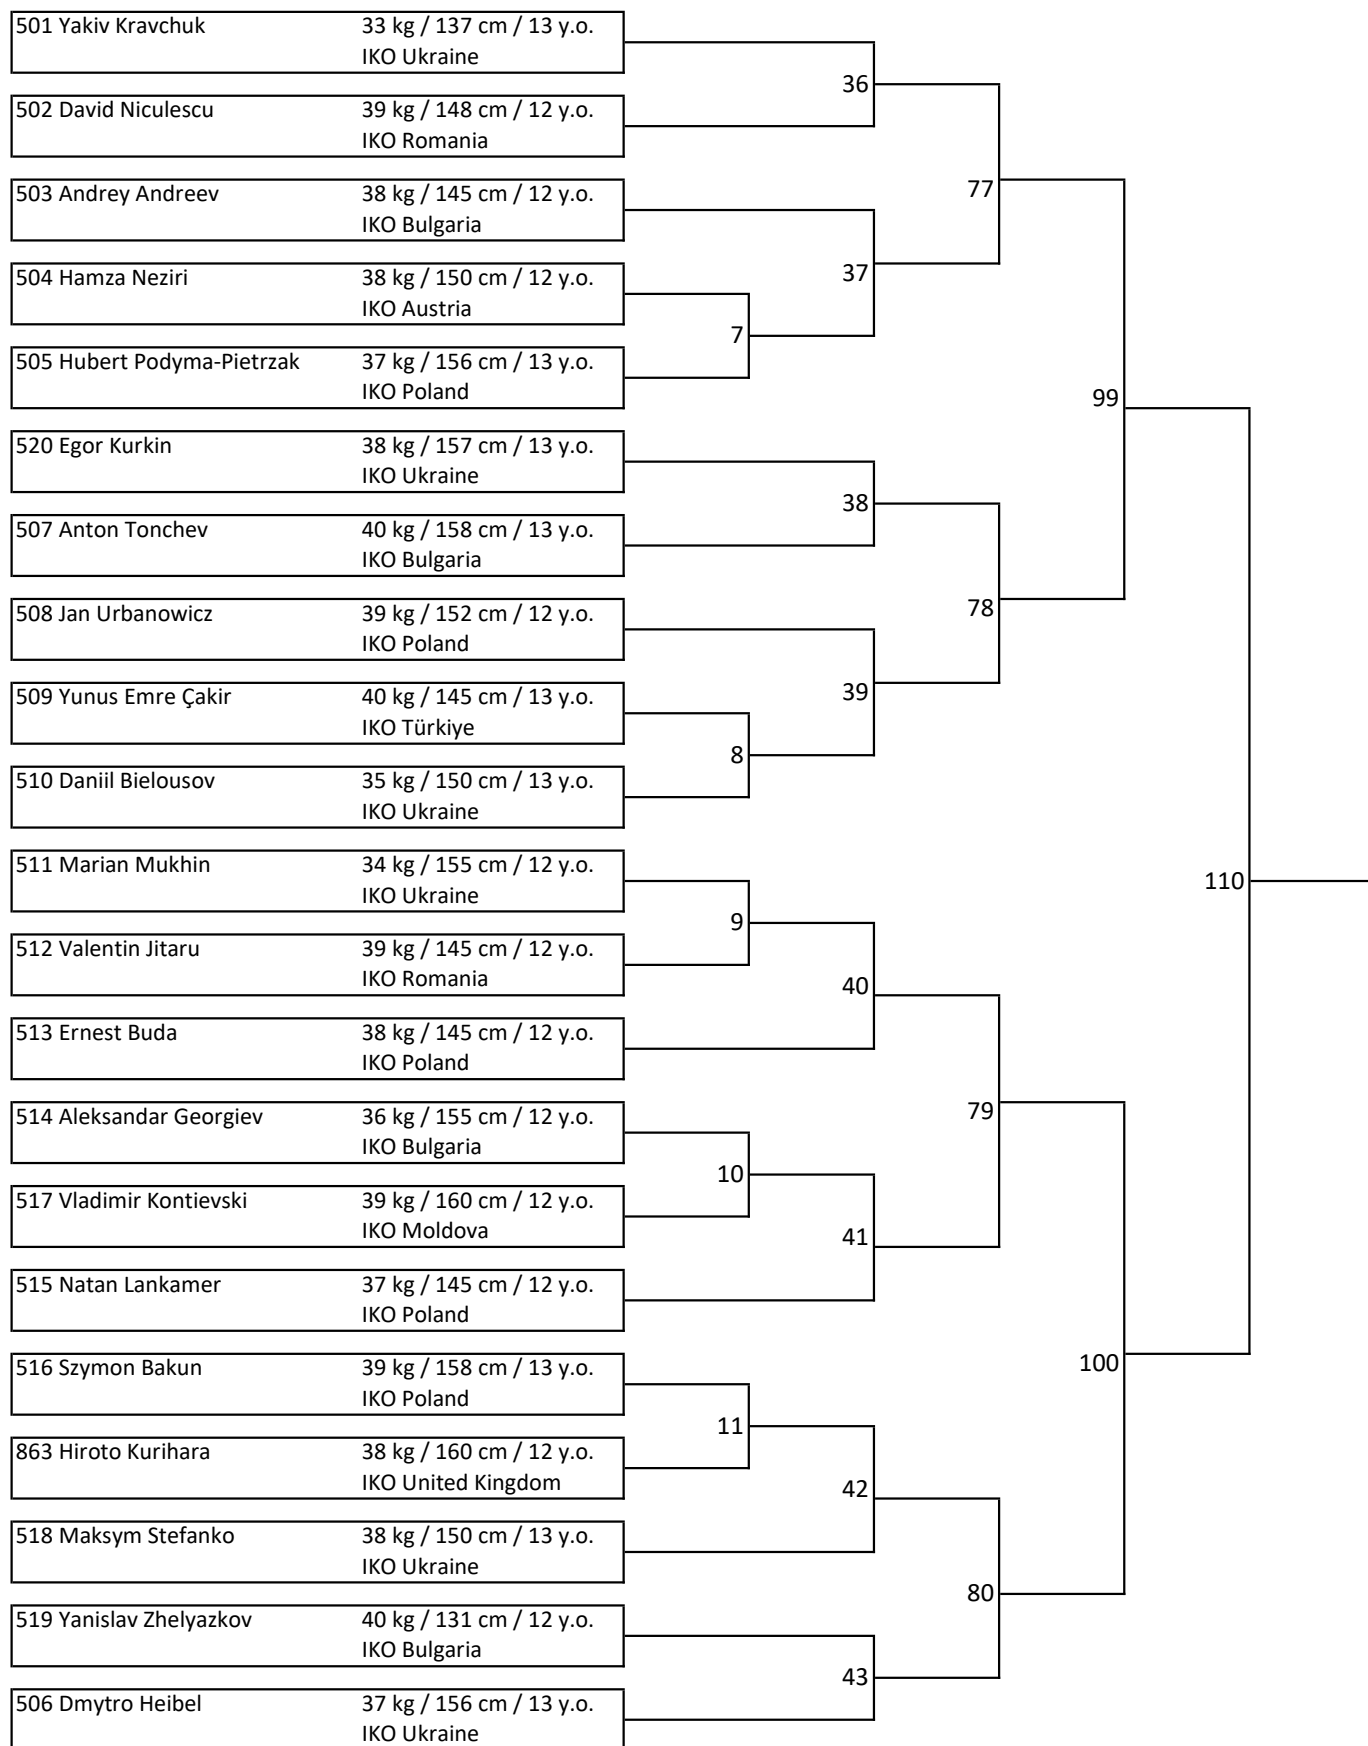 501 Yakiv Kravchuk 33 kg / 137 cm / 13 y.o.
IKO Ukraine
36
502 David Niculescu 39 kg / 148 cm / 12 y.o.
IKO Romania
503 Andrey Andreev 38 kg / 145 cm / 12 y.o.
77
IKO Bulgaria
504 Hamza Neziri 38 kg / 150 cm / 12 y.o.
37
IKO Austria
7
505 Hubert Podyma-Pietrzak 37 kg / 156 cm / 13 y.o.
IKO Poland
99
520 Egor Kurkin 38 kg / 157 cm / 13 y.o.
IKO Ukraine
38
507 Anton Tonchev 40 kg / 158 cm / 13 y.o.
IKO Bulgaria
508 Jan Urbanowicz 39 kg / 152 cm / 12 y.o.
78
IKO Poland
509 Yunus Emre Çakir 40 kg / 145 cm / 13 y.o.
39
IKO Türkiye
8
510 Daniil Bielousov 35 kg / 150 cm / 13 y.o.
IKO Ukraine
511 Marian Mukhin 34 kg / 155 cm / 12 y.o.
110
IKO Ukraine
9
512 Valentin Jitaru 39 kg / 145 cm / 12 y.o.
IKO Romania
40
513 Ernest Buda 38 kg / 145 cm / 12 y.o.
IKO Poland
514 Aleksandar Georgiev 36 kg / 155 cm / 12 y.o.
79
IKO Bulgaria
10
517 Vladimir Kontievski 39 kg / 160 cm / 12 y.o.
IKO Moldova
41
515 Natan Lankamer 37 kg / 145 cm / 12 y.o.
IKO Poland
516 Szymon Bakun 39 kg / 158 cm / 13 y.o.
100
IKO Poland
11
863 Hiroto Kurihara 38 kg / 160 cm / 12 y.o.
IKO United Kingdom
42
518 Maksym Stefanko 38 kg / 150 cm / 13 y.o.
IKO Ukraine
80
519 Yanislav Zhelyazkov 40 kg / 131 cm / 12 y.o.
IKO Bulgaria
43
506 Dmytro Heibel 37 kg / 156 cm / 13 y.o.
IKO Ukraine